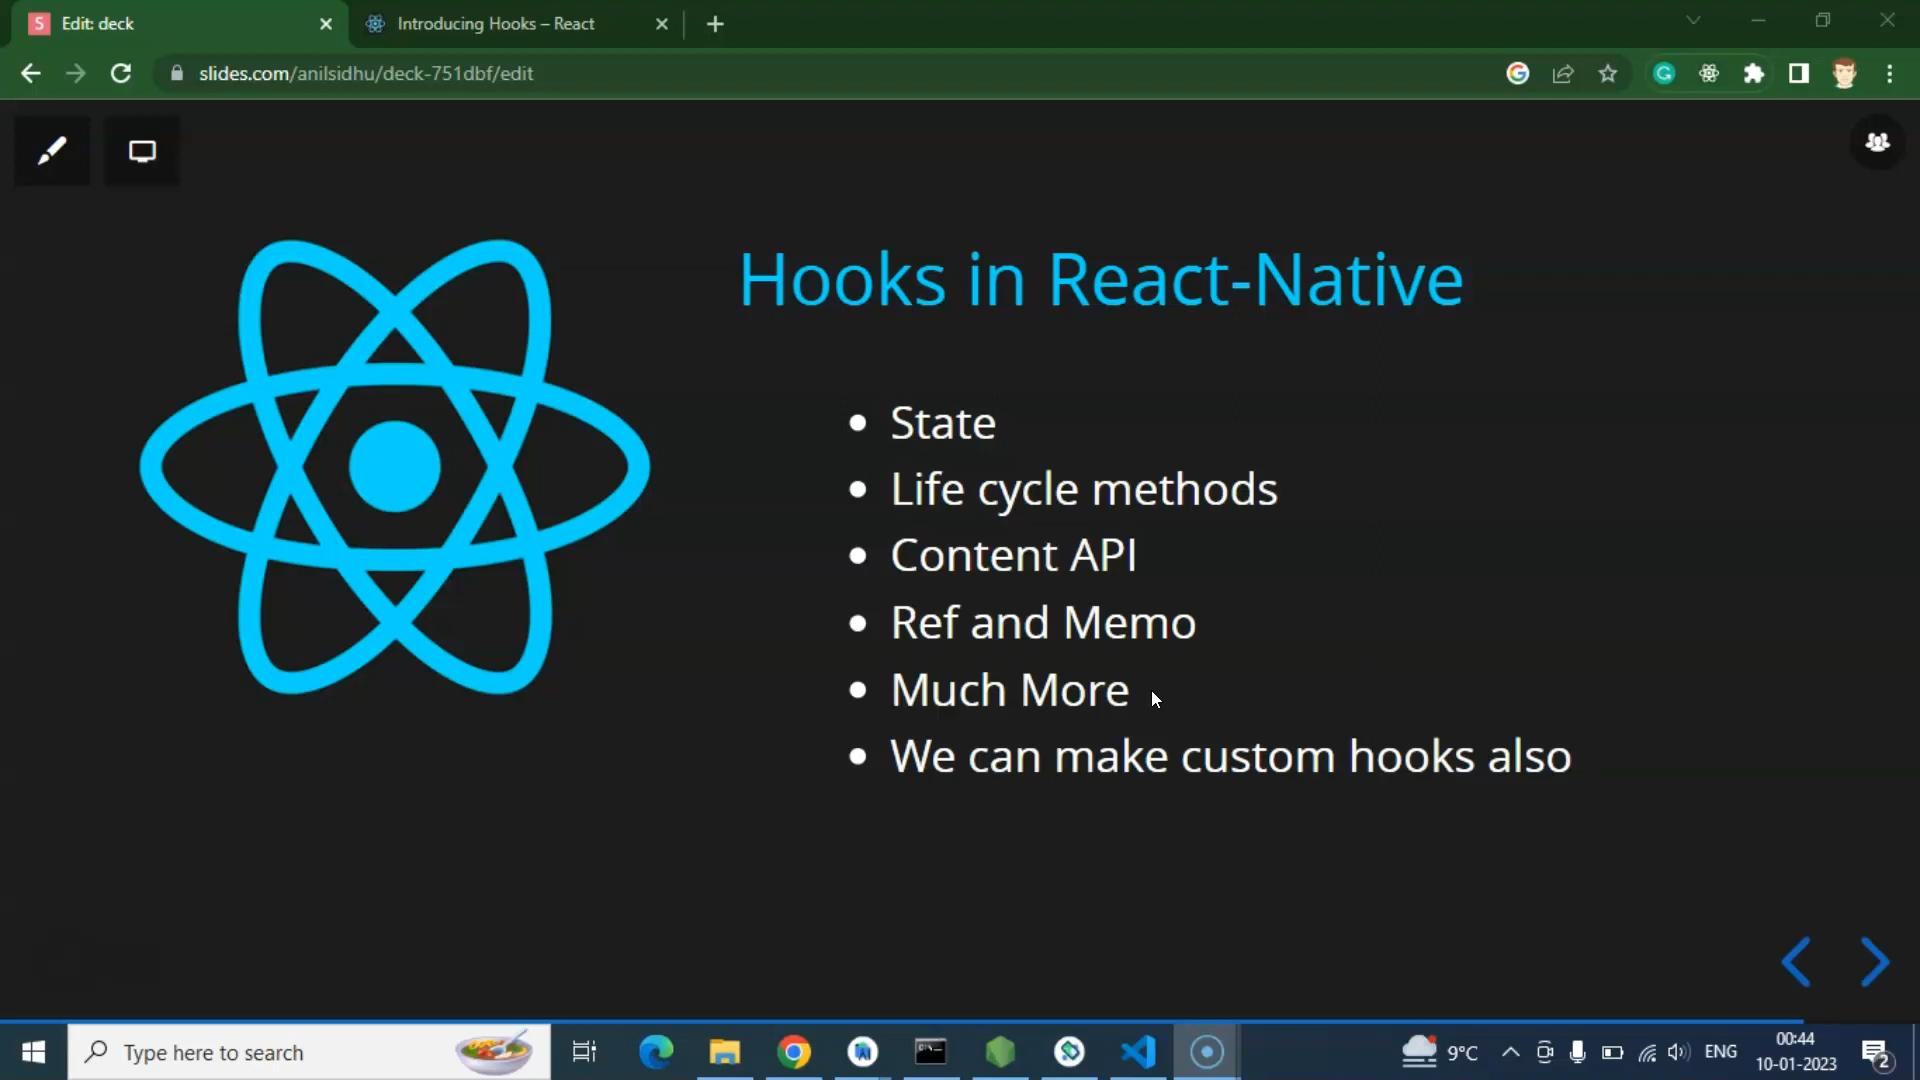 S Edit: deck
Introducing Hooks – React
slides.com/anilsidhu/deck-751dbf/edit
Hooks in React-Native
• State
• Life cycle methods
• Content API
• Ref and Memo
• Much More
• We can make custom hooks also
Type here to search
9°C
ENG
00:44
10-01-2023
2